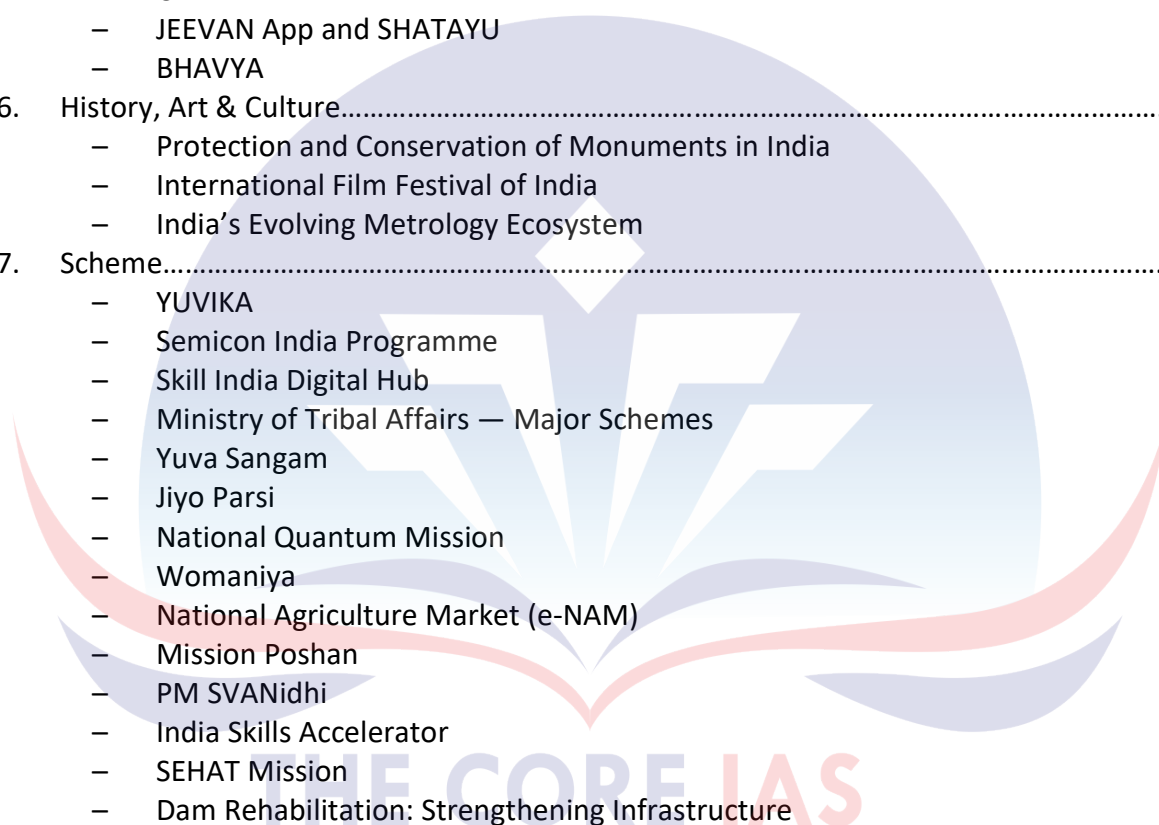 – JEEVAN App and SHATAYU
– BHAVYA
6. History, Art & Culture……………………………………………………………………………………………
– Protection and Conservation of Monuments in India
– International Film Festival of India
– India’s Evolving Metrology Ecosystem
7. Scheme……………………………………………………………………………………………………………………
– YUVIKA
– Semicon India Programme
– Skill India Digital Hub
– Ministry of Tribal Affairs — Major Schemes
– Yuva Sangam
– Jiyo Parsi
– National Quantum Mission
– Womaniya
– National Agriculture Market (e-NAM)
– Mission Poshan
– PM SVANidhi
– India Skills Accelerator
– SEHAT Mission
THE CORE IAS
– Dam Rehabilitation: Strengthening Infrastructure